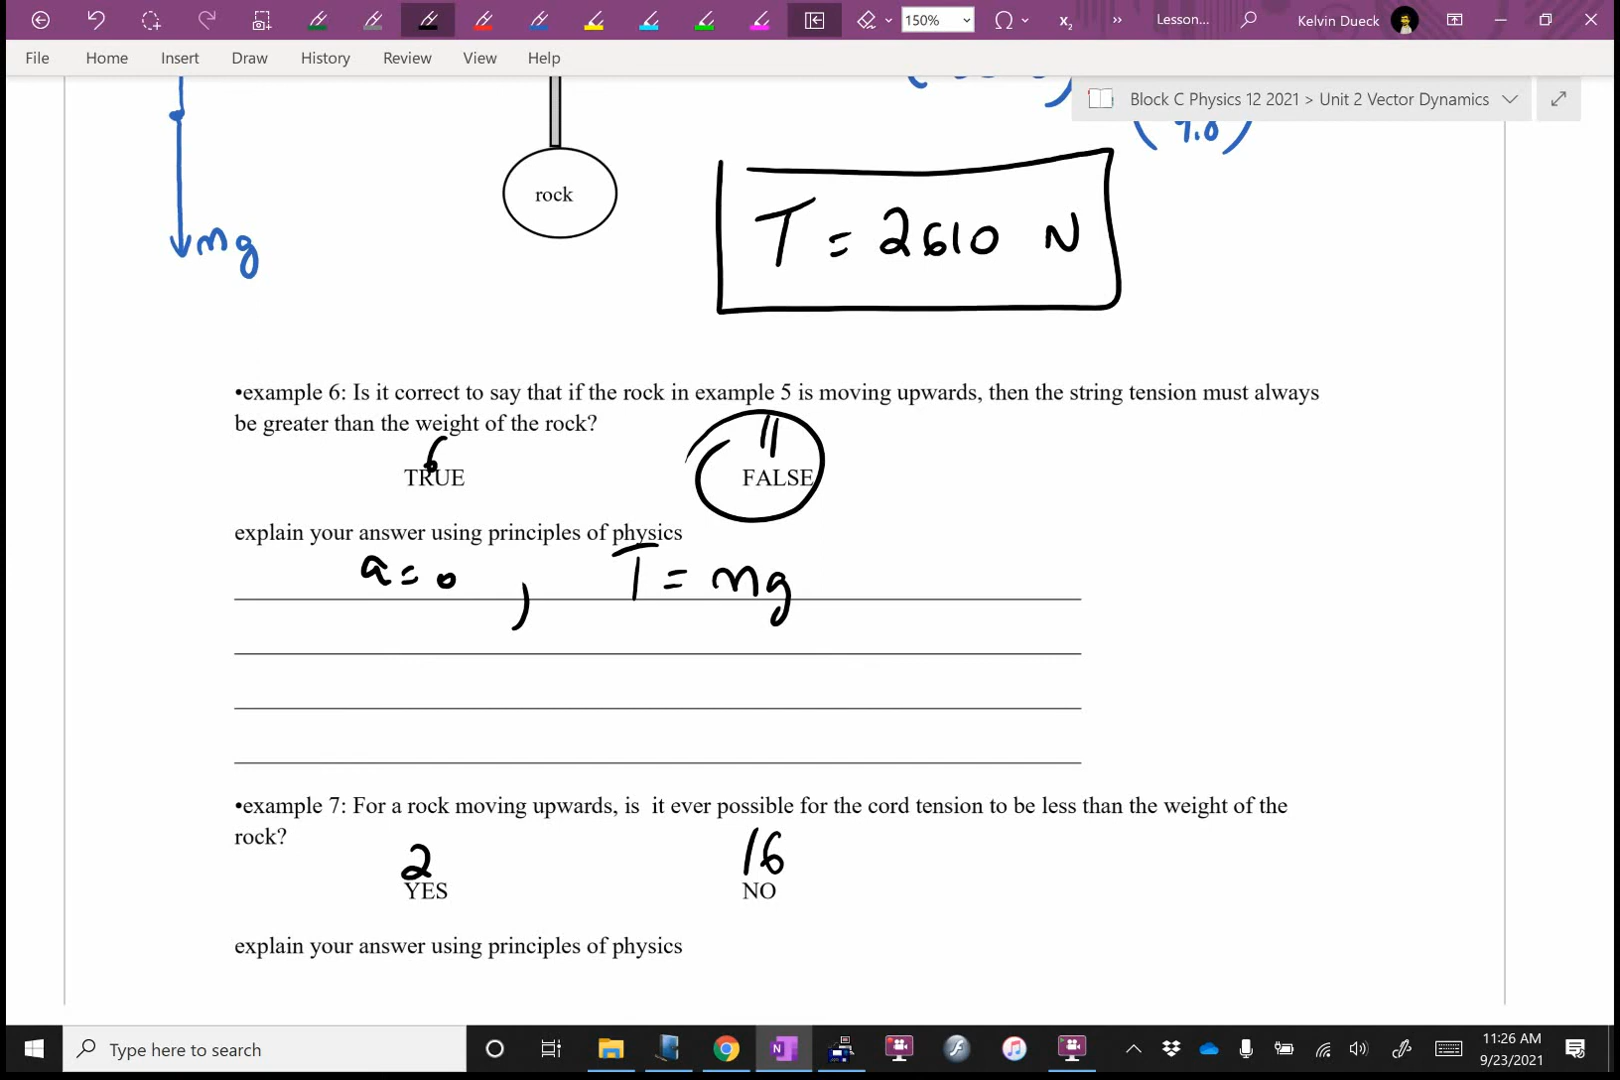 150%
Lesson...
Kelvin Dueck
File Home Insert Draw History Review View Help
Block C Physics 12 2021 > Unit 2 Vector Dynamics
(9.8)
mg
rock
T = 2610 N
•example 6: Is it correct to say that if the rock in example 5 is moving upwards, then the string tension must always
be greater than the weight of the rock?
6 11
TRUE FALSE
explain your answer using principles of physics
a = 0 , T = mg
•example 7: For a rock moving upwards, is it ever possible for the cord tension to be less than the weight of the
rock?
2 16
YES NO
explain your answer using principles of physics
Type here to search
11:26 AM
9/23/2021